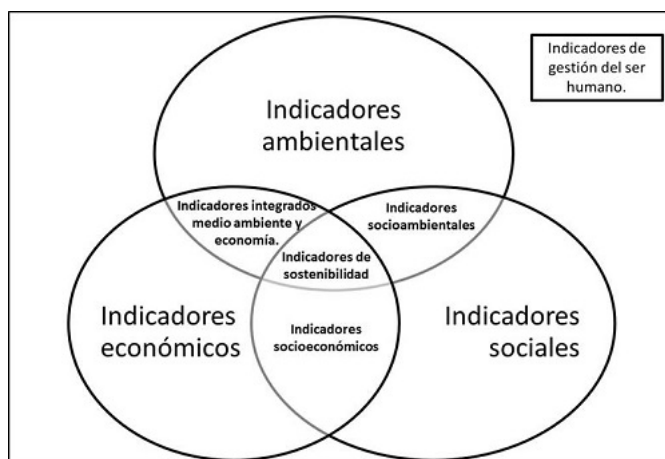 Indicadores de
gestión del ser
humano.
Indicadores
ambientales
Indicadores integrados
medio ambiente y
economía.
Indicadores
socioambientales
Indicadores de
sostenibilidad
Indicadores
económicos
Indicadores
socioeconómicos
Indicadores
sociales